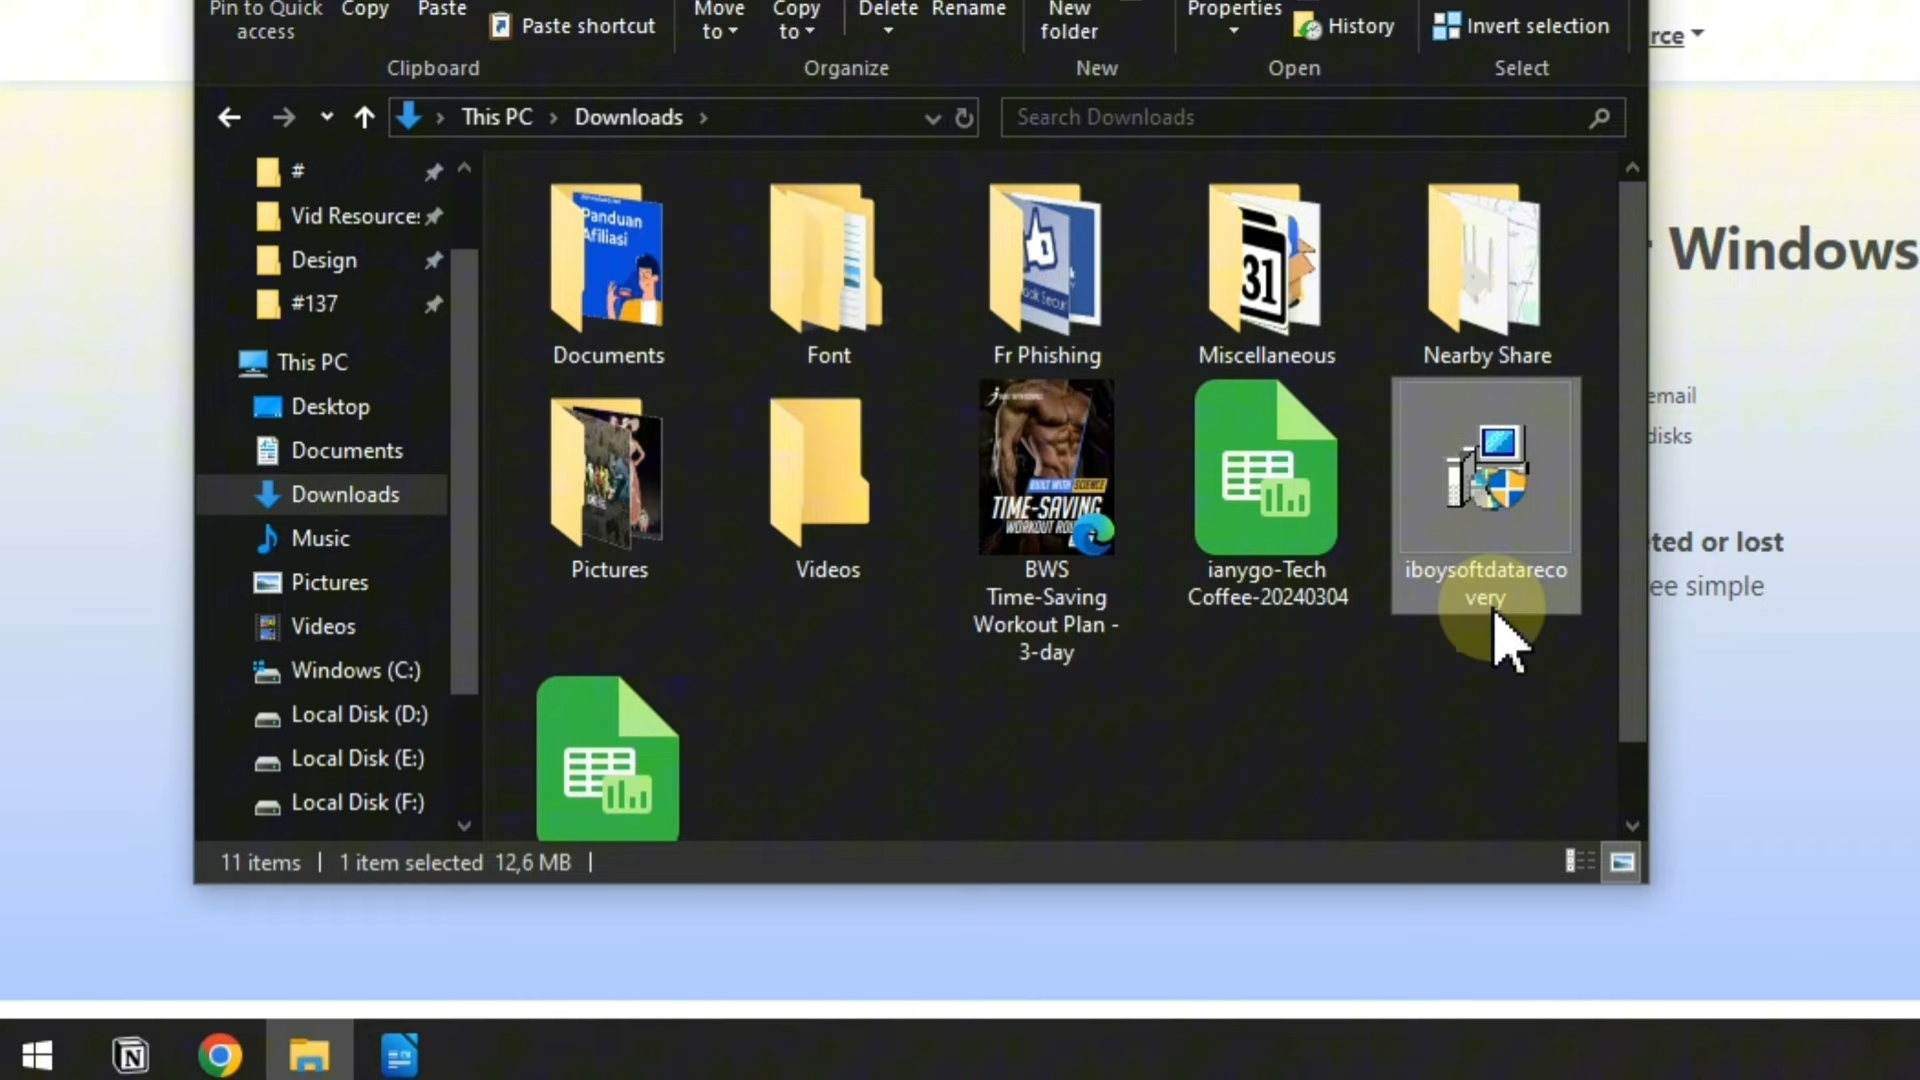 Pin to Quick access
Copy
Paste
Paste shortcut
Move to
Copy to
Delete
Rename
New folder
Properties
History
Invert selection
Clipboard
Organize
New
Open
Select
rce
This PC
Downloads
Search Downloads
#
Vid Resource
Design
#137
This PC
Desktop
Documents
Downloads
Music
Pictures
Videos
Windows (C:)
Local Disk (D:)
Local Disk (E:)
Local Disk (F:)
Panduan
Afiliasi
31
Documents
Font
Fr Phishing
Miscellaneous
Nearby Share
BUILT WITH SCIENCE
TIME-SAVING
Pictures
Videos
BWS
Time-Saving
Workout Plan -
3-day
ianygo-Tech
Coffee-20240304
iboysoftdatareco
very
Windows
email
disks
ted or lost
ee simple
11 items
1 item selected 12,6 MB